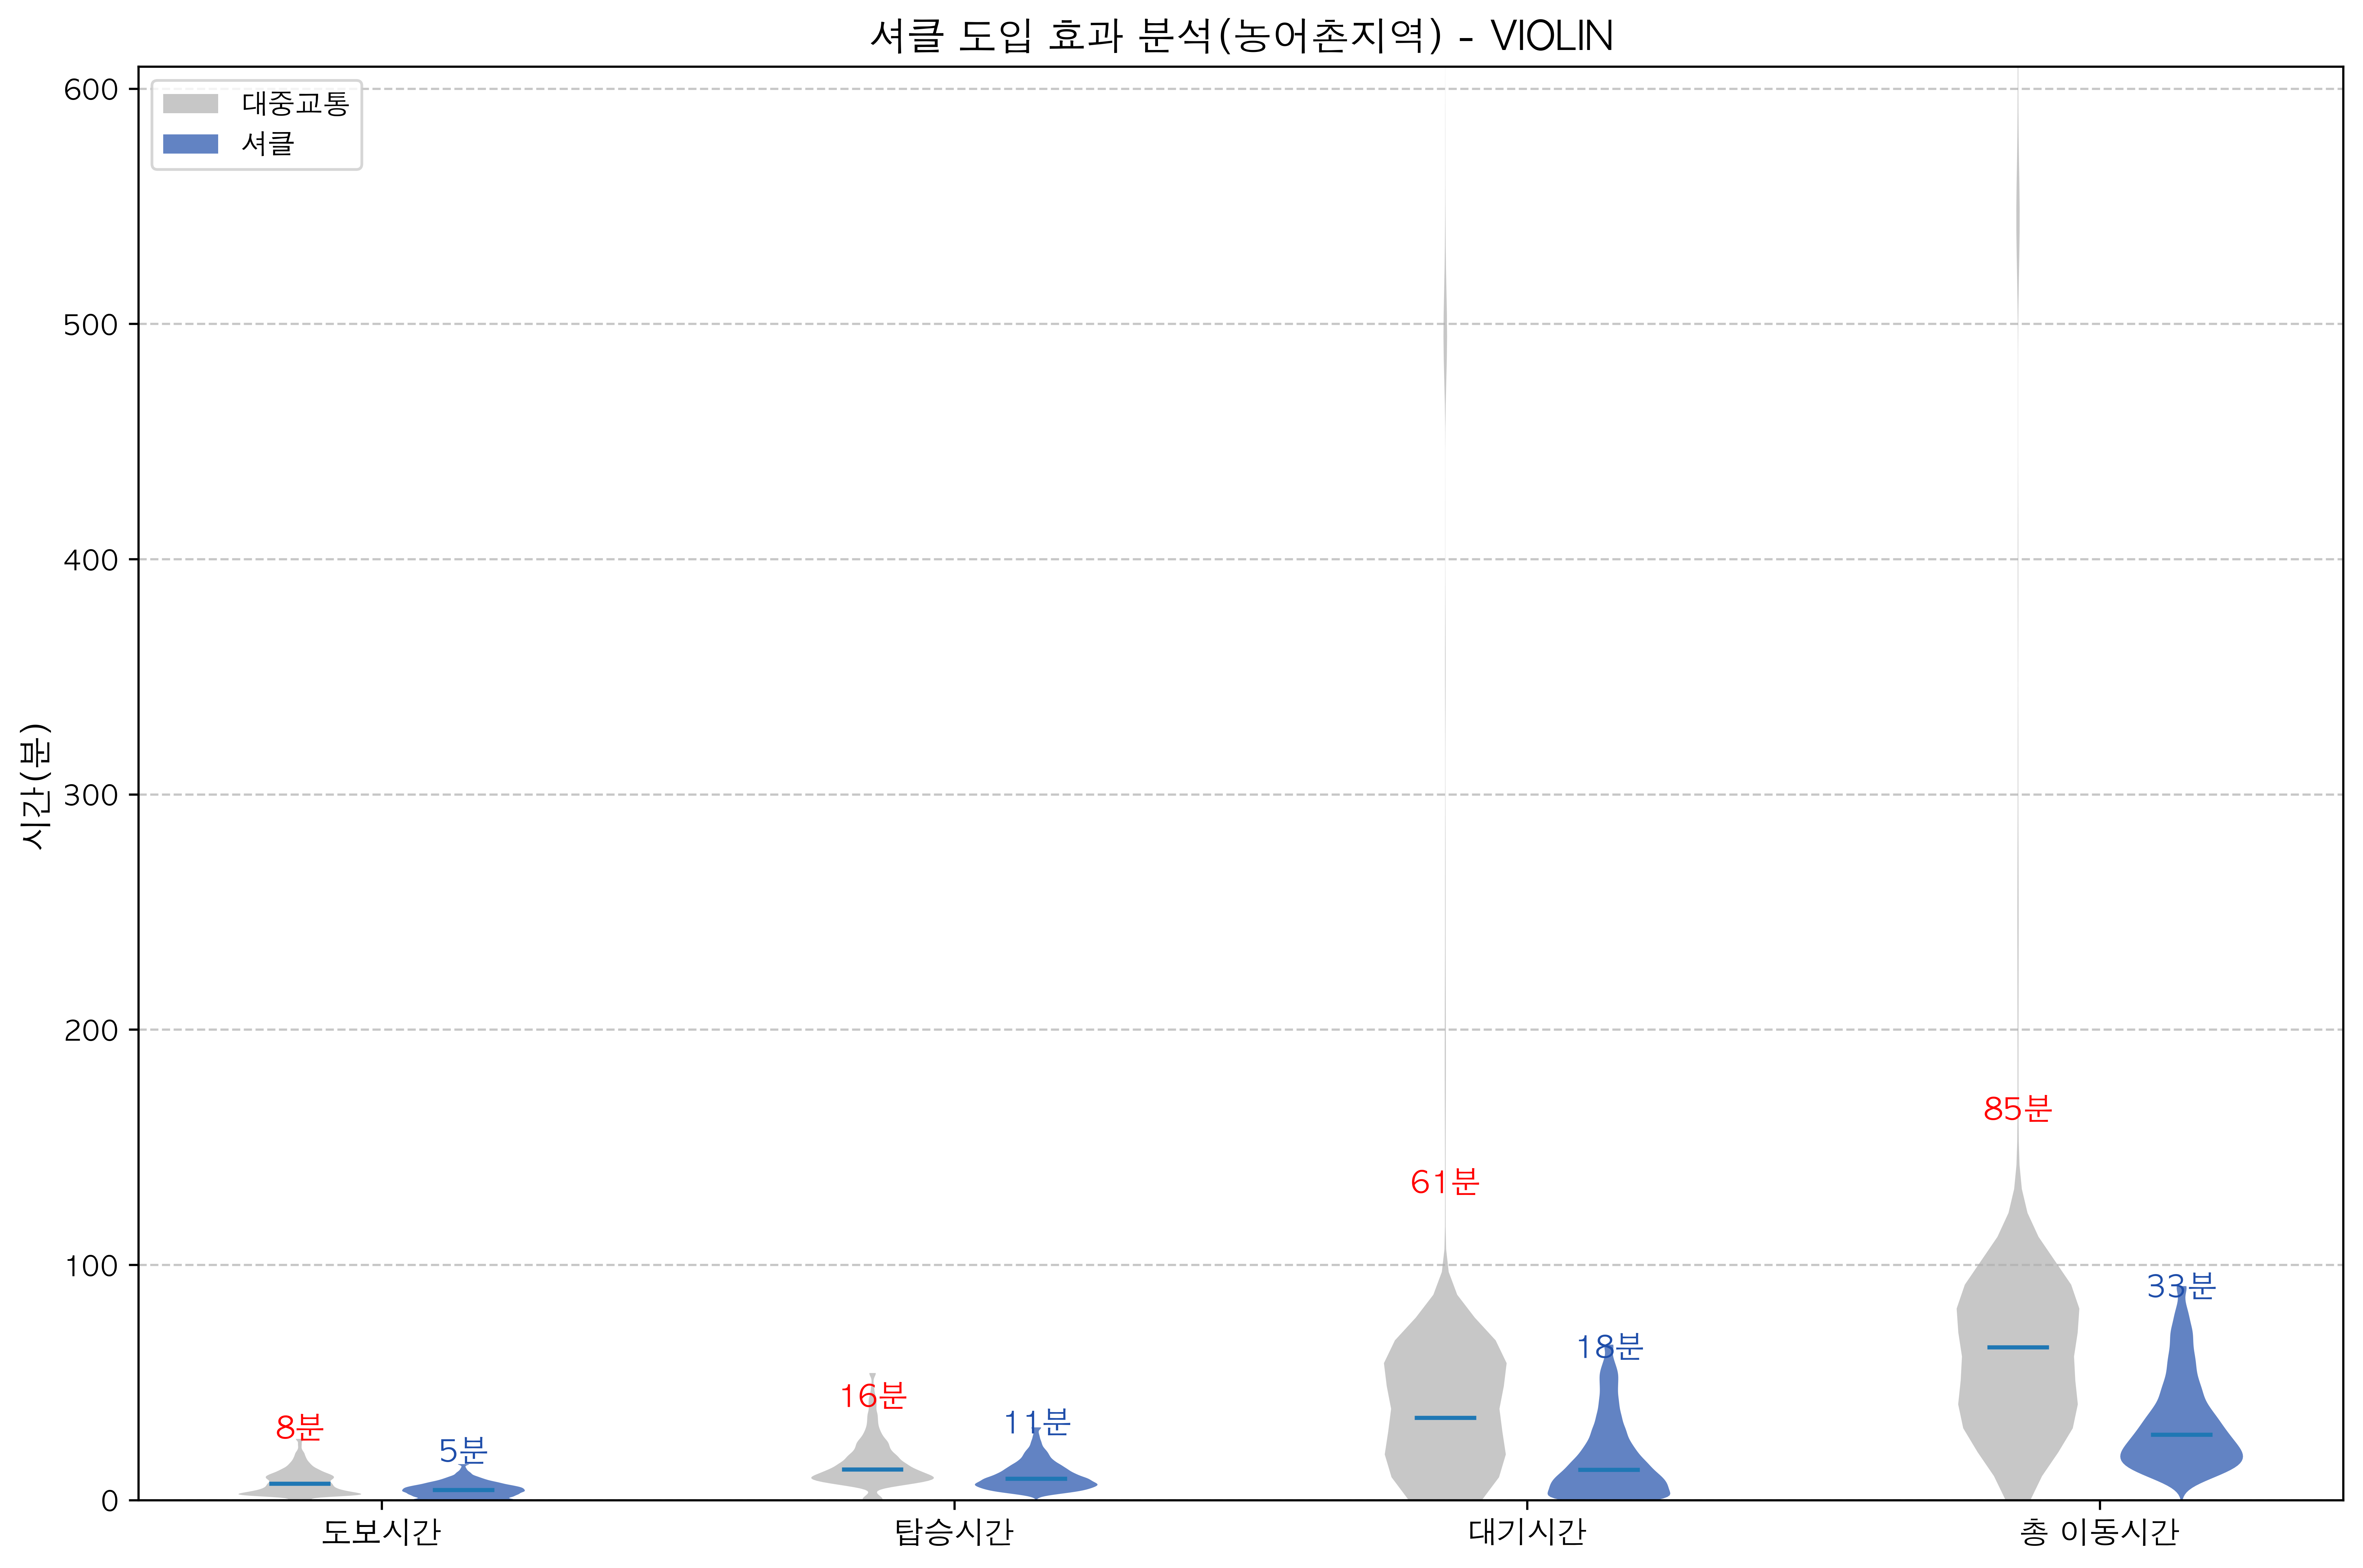 셔클 도입 효과 분석(농어촌지역) - VIOLIN
대중교통
셔클
시간(분)
600
500
400
300
200
100
0
8분
5분
16분
11분
61분
18분
85분
33분
도보시간
탑승시간
대기시간
총 이동시간